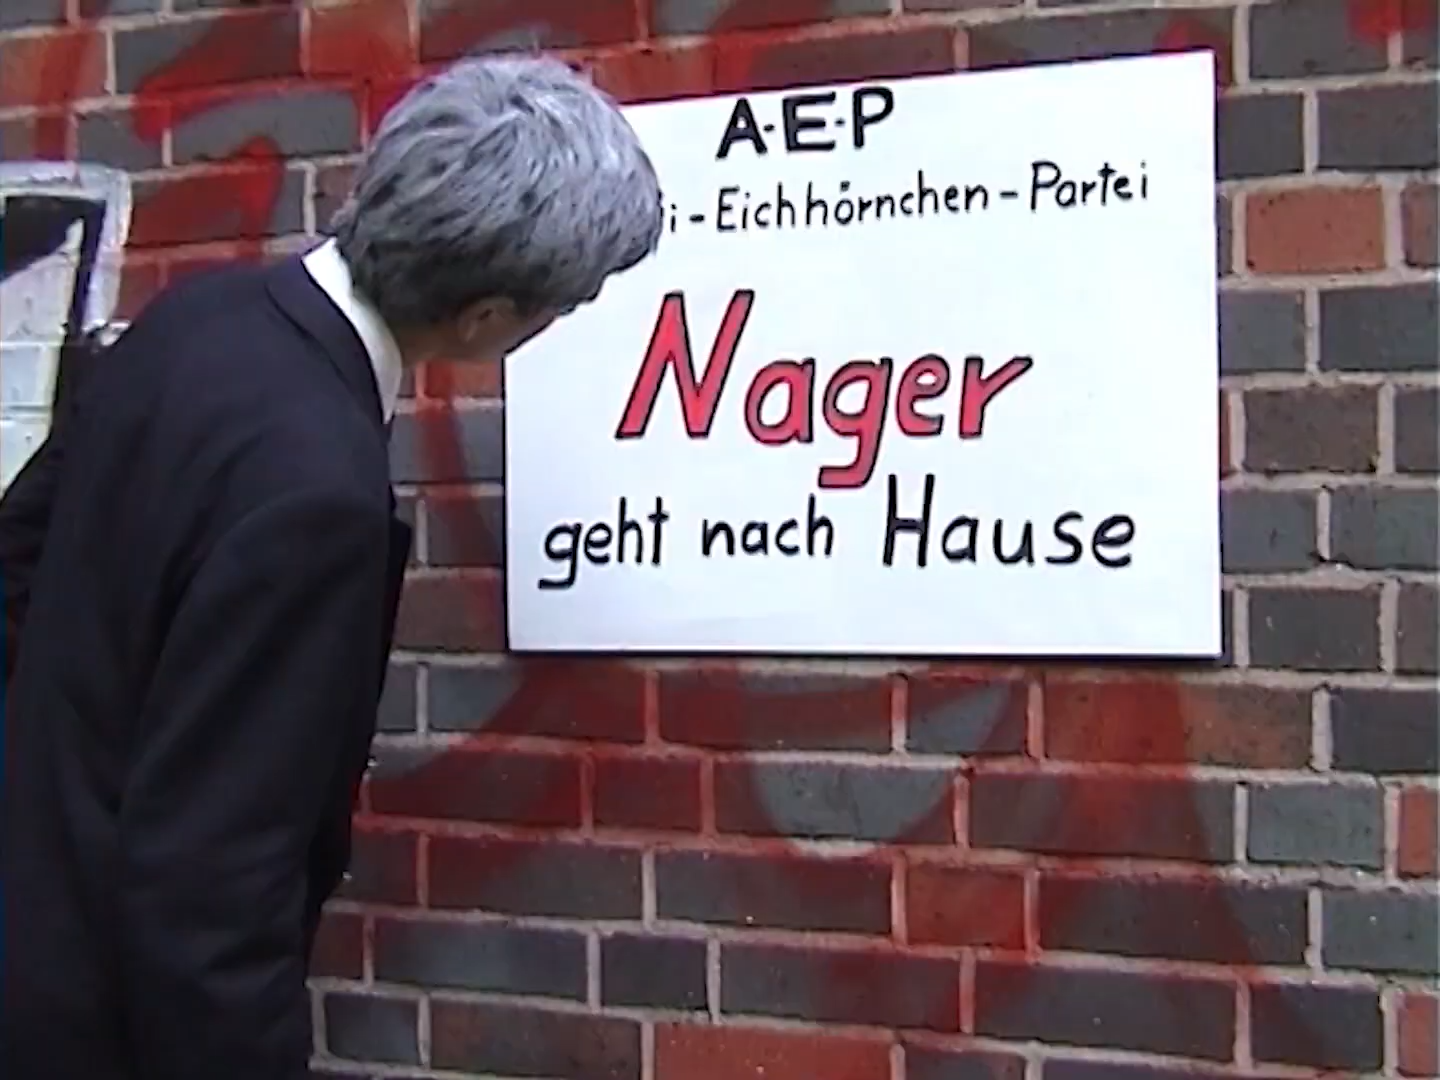 A-E-P
i-Eichhörnchen-Partei
Nager
geht nach Hause